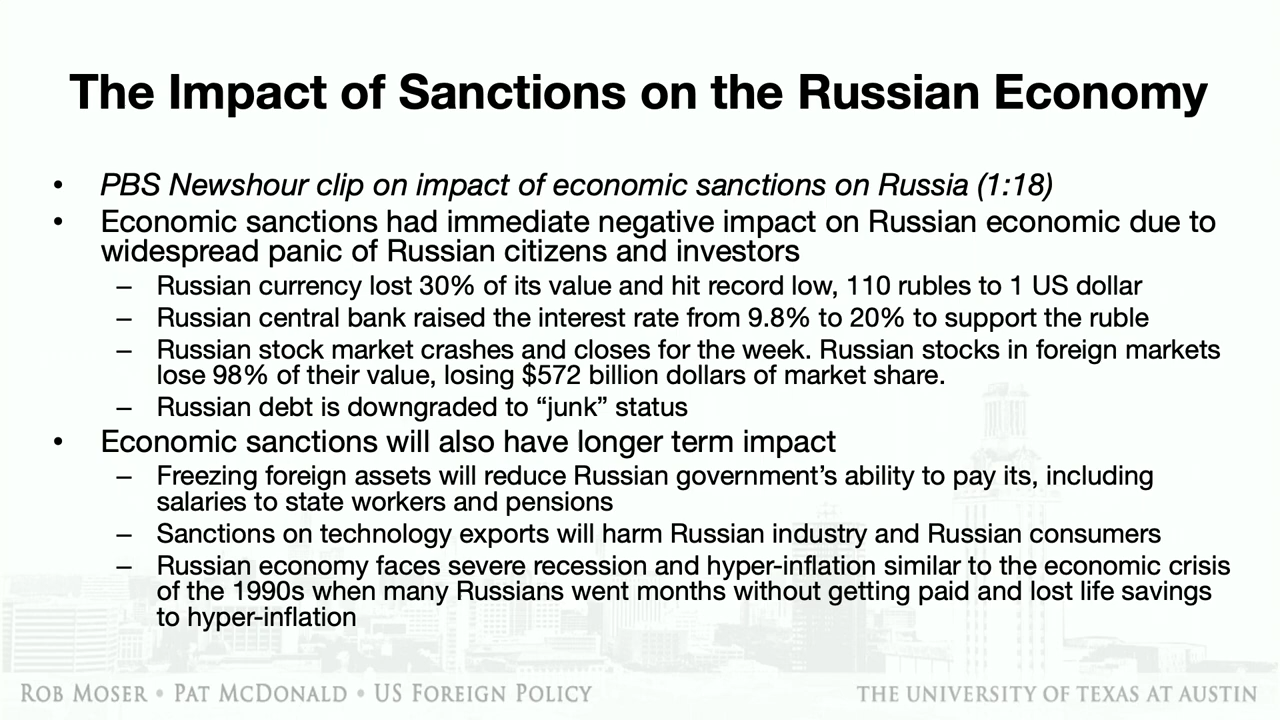 The Impact of Sanctions on the Russian Economy
• PBS Newshour clip on impact of economic sanctions on Russia (1:18)
• Economic sanctions had immediate negative impact on Russian economic due to
widespread panic of Russian citizens and investors
– Russian currency lost 30% of its value and hit record low, 110 rubles to 1 US dollar
– Russian central bank raised the interest rate from 9.8% to 20% to support the ruble
– Russian stock market crashes and closes for the week. Russian stocks in foreign markets
lose 98% of their value, losing $572 billion dollars of market share.
– Russian debt is downgraded to “junk” status
• Economic sanctions will also have longer term impact
– Freezing foreign assets will reduce Russian government’s ability to pay its, including
salaries to state workers and pensions
– Sanctions on technology exports will harm Russian industry and Russian consumers
– Russian economy faces severe recession and hyper-inflation similar to the economic crisis
of the 1990s when many Russians went months without getting paid and lost life savings
to hyper-inflation
ROB MOSER • PAT MCDONALD • US FOREIGN POLICY
THE UNIVERSITY OF TEXAS AT AUSTIN